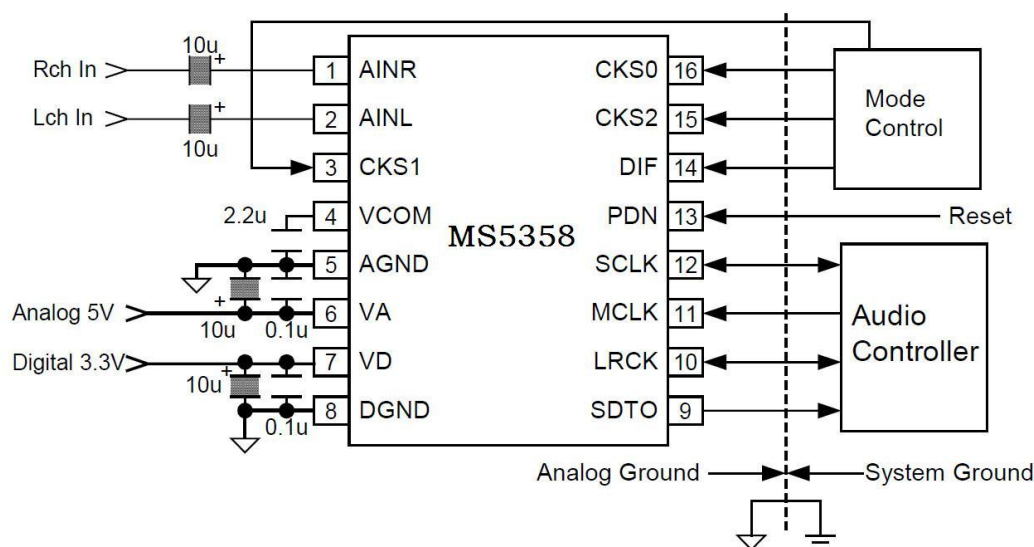 10u
+
Rch In
Lch In
+
10u
1 AINR
2 AINL
3 CKS1
4 VCOM
5 AGND
6 VA
7 VD
8 DGND
2.2u
Analog 5V
+
10u
0.1u
Digital 3.3V
+
10u
0.1u
MS5358
CKS0 16
CKS2 15
DIF 14
PDN 13
SCLK 12
MCLK 11
LRCK 10
SDTO 9
Mode
Control
Reset
Audio
Controller
Analog Ground
System Ground